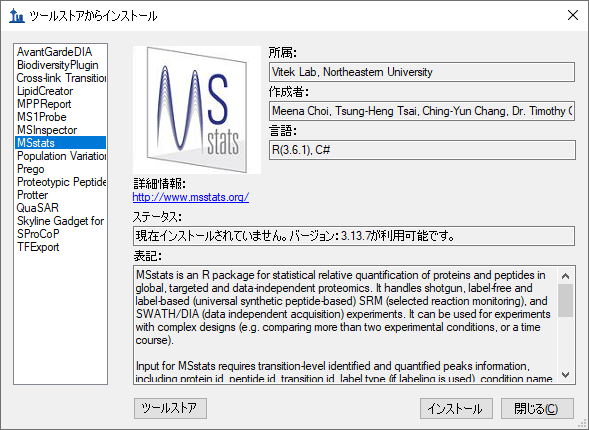 ツールストアからインストール
AvantGardeDIA
BiodiversityPlugin
Cross-link Transition
LipidCreator
MPPReport
MS1Probe
MSInspector
MSstats
Population Variation
Prego
Proteotypic Peptide
Protter
QuaSAR
Skyline Gadget for
SProCoP
TFExport
MS
stats
所属:
Vitek Lab, Northeastern University
作成者:
Meena Choi, Tsung-Heng Tsai, Ching-Yun Chang, Dr. Timothy C
言語:
R(3.6.1), C#
詳細情報:
http://www.msstats.org/
ステータス:
現在インストールされていません。バージョン: 3.13.7が利用可能です。
表記:
MSstats is an R package for statistical relative quantification of proteins and peptides in
global, targeted and data-independent proteomics. It handles shotgun, label-free and
label-based (universal synthetic peptide-based) SRM (selected reaction monitoring), and
SWATH/DIA (data independent acquisition) experiments. It can be used for experiments
with complex designs (e.g. comparing more than two experimental conditions, or a time
course).
Input for MSstats requires transition-level identified and quantified peaks information,
including protein id, peptide id, transition id, label type (if labeling is used), condition name
ツールストア
インストール
閉じる(C)